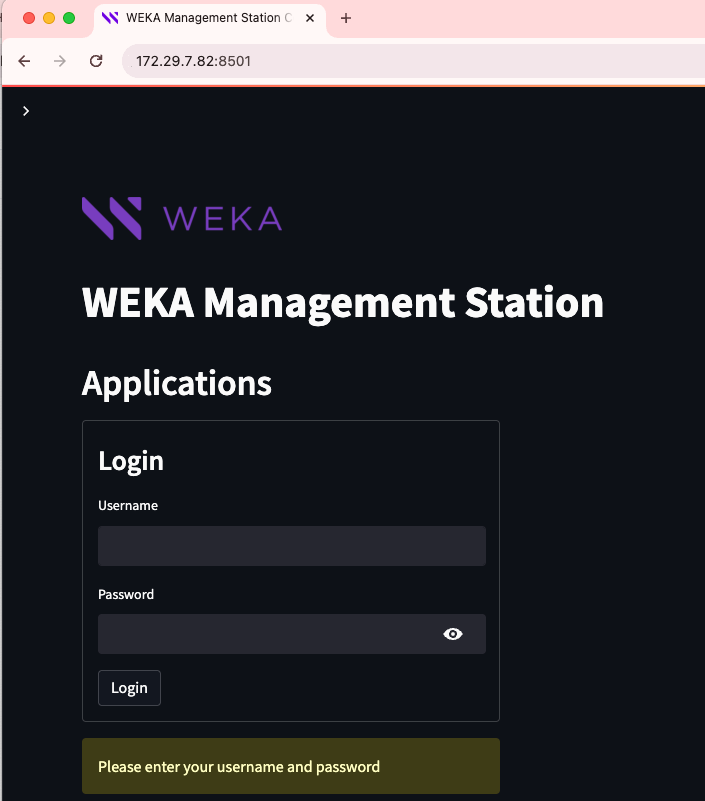 WEKA Management Station C
172.29.7.82:8501
WEKA
WEKA Management Station
Applications
Login
Username
Password
Login
Please enter your username and password